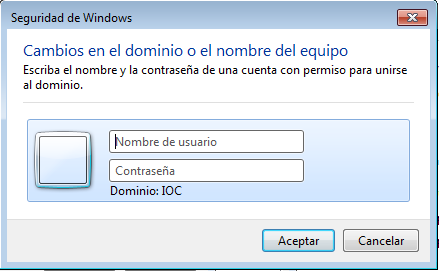 Seguridad de Windows
Cambios en el dominio o el nombre del equipo
Escriba el nombre y la contraseña de una cuenta con permiso para unirse
al dominio.
Nombre de usuario
Contraseña
Dominio: IOC
Aceptar
Cancelar